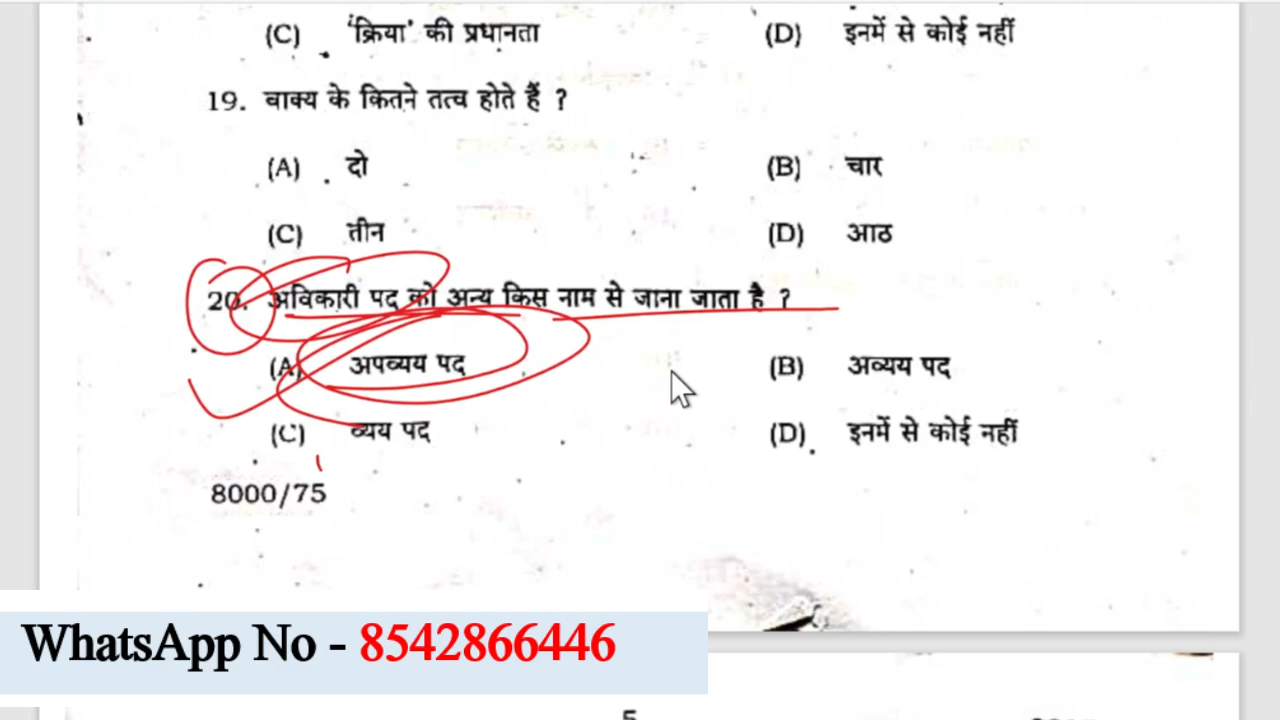 (C) 'क्रिया' की प्रधानता (D) इनमें से कोई नहीं
19. वाक्य के कितने तत्व होते हैं ?
(A) दो (B) चार
(C) तीन (D) आठ
20. अविकारी पद को अन्य किस नाम से जाना जाता है ?
(A) अपव्यय पद (B) अव्यय पद
(C) व्यय पद (D) इनमें से कोई नहीं
8000/75
WhatsApp No - 8542866446